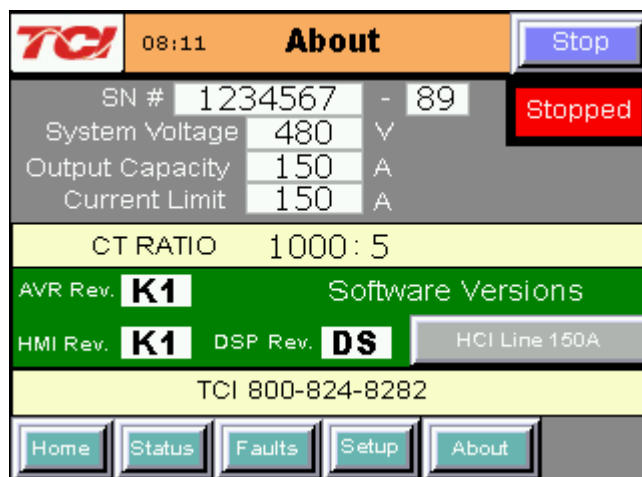 TCI 08:11 About Stop
SN # 1234567 - 89 Stopped
System Voltage 480 V
Output Capacity 150 A
Current Limit 150 A
CT RATIO 1000:5
AVR Rev. K1 Software Versions
HMI Rev. K1 DSP Rev. DS HCI Line 150A
TCI 800-824-8282
Home Status Faults Setup About